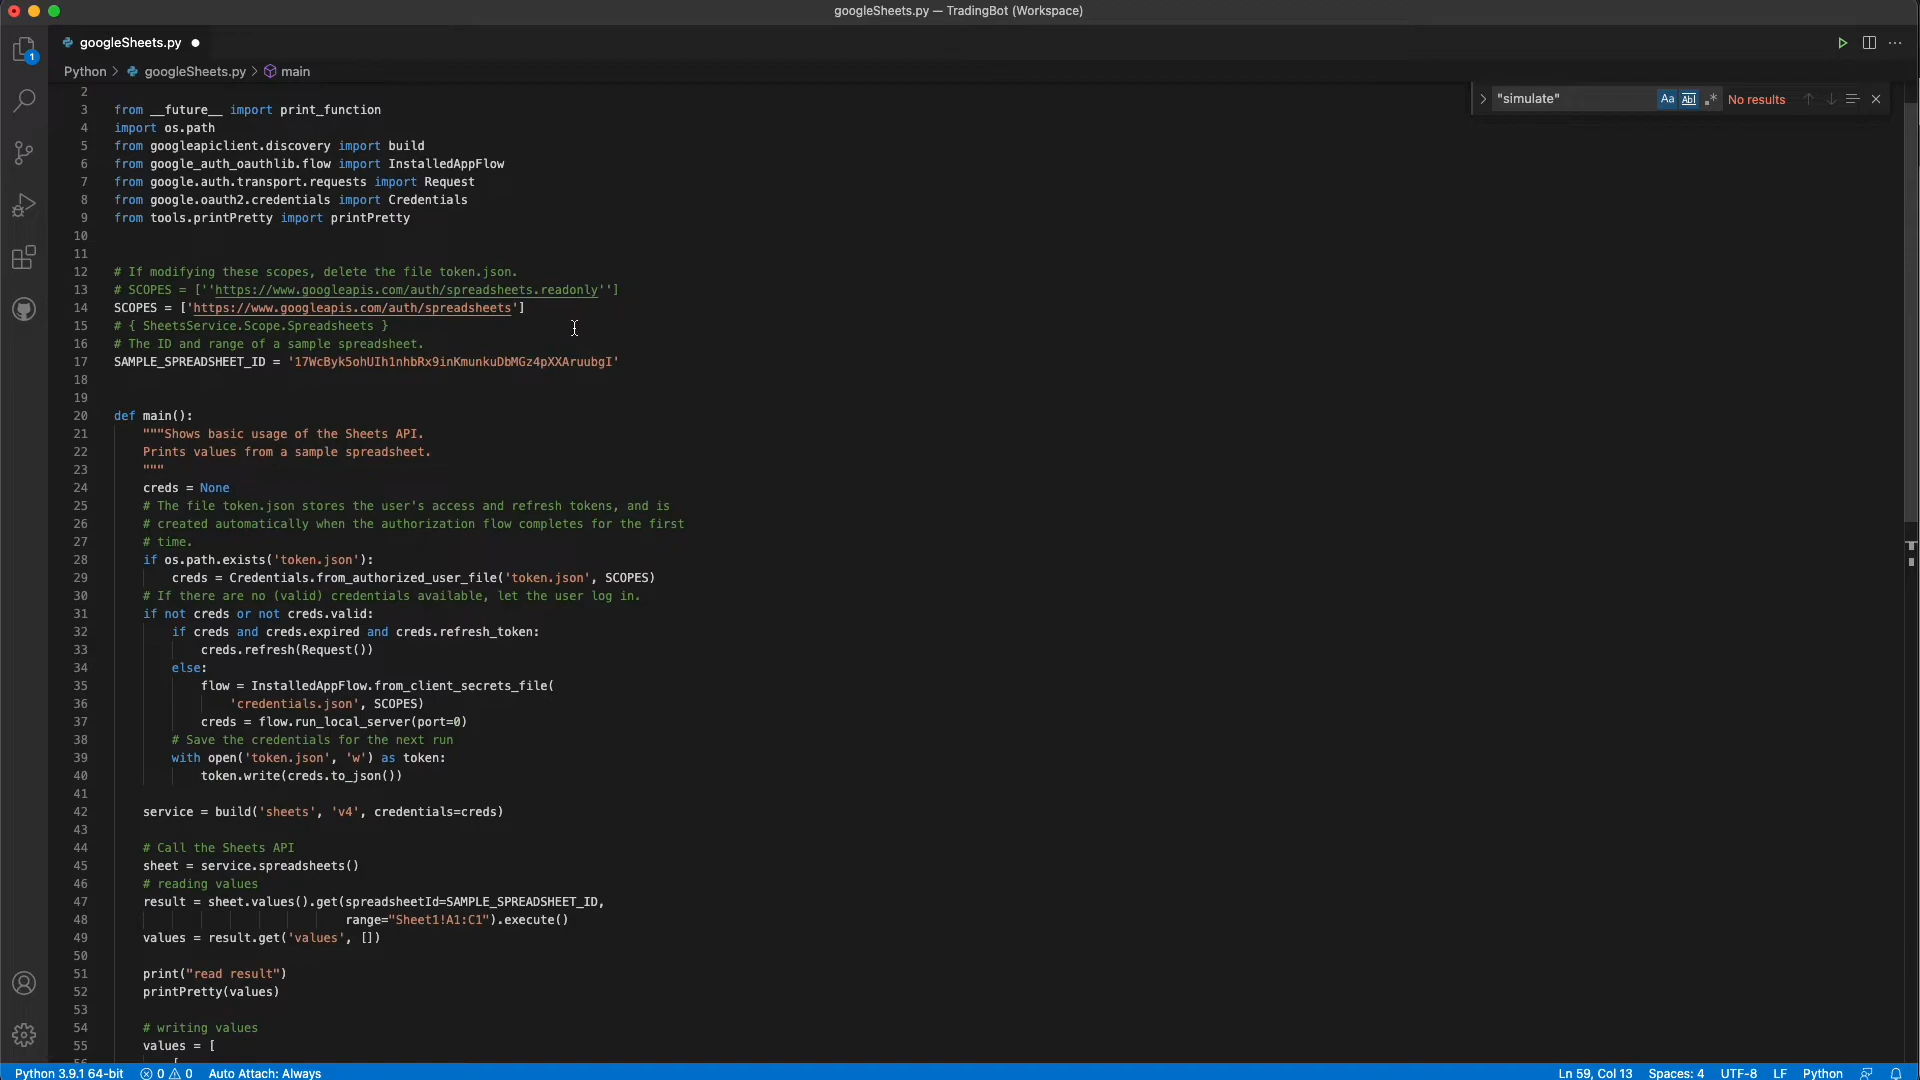 googleSheets.py — TradingBot (Workspace)
googleSheets.py
1
Python > googleSheets.py > main
"simulate"
Aa
Abl
.*
No results
2
3 from __future__ import print_function
4 import os.path
5 from googleapiclient.discovery import build
6 from google_auth_oauthlib.flow import InstalledAppFlow
7 from google.auth.transport.requests import Request
8 from google.oauth2.credentials import Credentials
9 from tools.printPretty import printPretty
10
11
12 # If modifying these scopes, delete the file token.json.
13 # SCOPES = [''https://www.googleapis.com/auth/spreadsheets.readonly'']
14 SCOPES = ['https://www.googleapis.com/auth/spreadsheets']
15 # { SheetsService.Scope.Spreadsheets }
16 # The ID and range of a sample spreadsheet.
17 SAMPLE_SPREADSHEET_ID = '17WcByk5ohUIh1nhbRx9inKmunkuDbMGz4pXXAruubgI'
18
19
20 def main():
21 """Shows basic usage of the Sheets API.
22 Prints values from a sample spreadsheet.
23 """
24 creds = None
25 # The file token.json stores the user's access and refresh tokens, and is
26 # created automatically when the authorization flow completes for the first
27 # time.
28 if os.path.exists('token.json'):
29 creds = Credentials.from_authorized_user_file('token.json', SCOPES)
30 # If there are no (valid) credentials available, let the user log in.
31 if not creds or not creds.valid:
32 if creds and creds.expired and creds.refresh_token:
33 creds.refresh(Request())
34 else:
35 flow = InstalledAppFlow.from_client_secrets_file(
36 'credentials.json', SCOPES)
37 creds = flow.run_local_server(port=0)
38 # Save the credentials for the next run
39 with open('token.json', 'w') as token:
40 token.write(creds.to_json())
41
42 service = build('sheets', 'v4', credentials=creds)
43
44 # Call the Sheets API
45 sheet = service.spreadsheets()
46 # reading values
47 result = sheet.values().get(spreadsheetId=SAMPLE_SPREADSHEET_ID,
48 range="Sheet1!A1:C1").execute()
49 values = result.get('values', [])
50
51 print("read result")
52 printPretty(values)
53
54 # writing values
55 values = [
56 [
Python 3.9.1 64-bit 0 0 Auto Attach: Always Ln 59, Col 13 Spaces: 4 UTF-8 LF Python